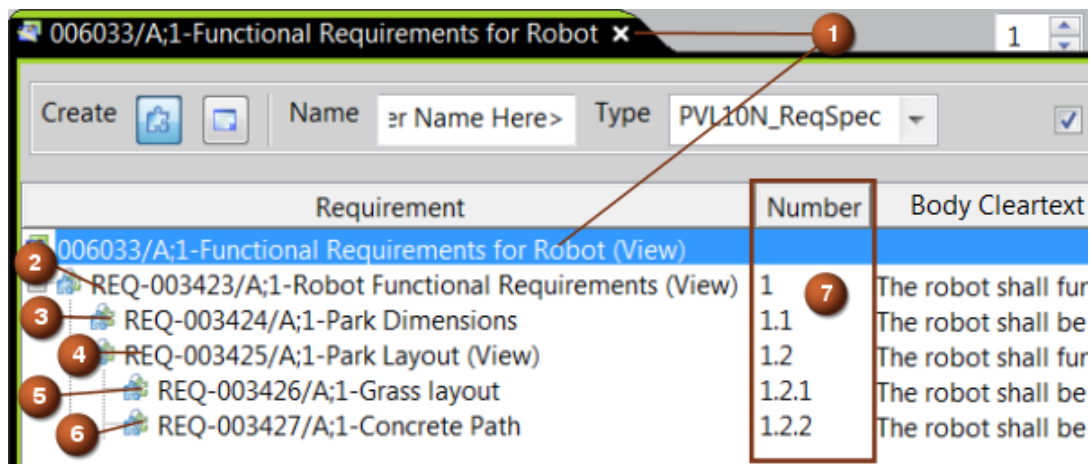 006033/A;1-Functional Requirements for Robot × 1 1
Create Name er Name Here> Type PVL10N_ReqSpec
Requirement Number Body Cleartext
006033/A;1-Functional Requirements for Robot (View)
2 REQ-003423/A;1-Robot Functional Requirements (View) 1 7 The robot shall fur
3 REQ-003424/A;1-Park Dimensions 1.1 The robot shall be
4 REQ-003425/A;1-Park Layout (View) 1.2 The robot shall fur
5 REQ-003426/A;1-Grass layout 1.2.1 The robot shall be
6 REQ-003427/A;1-Concrete Path 1.2.2 The robot shall be